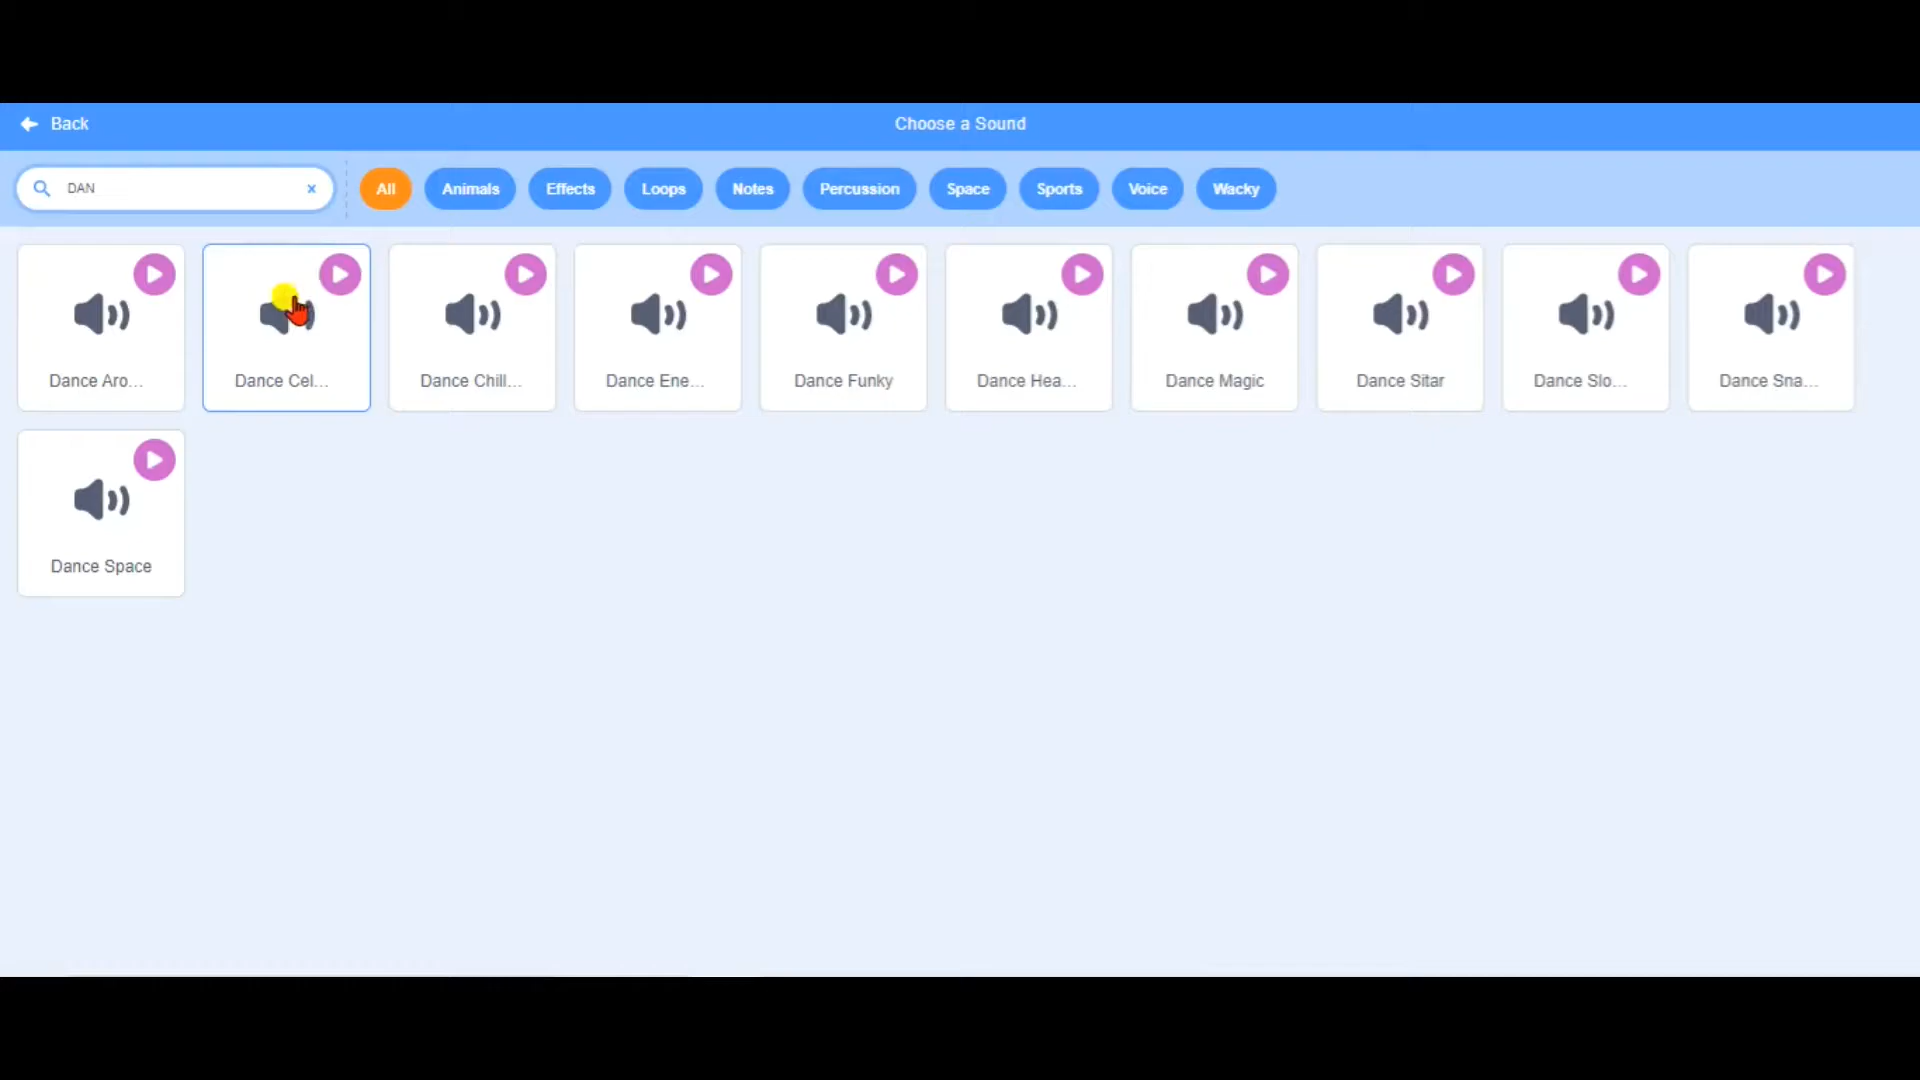 Back
Choose a Sound
DAN
All
Animals
Effects
Loops
Notes
Percussion
Space
Sports
Voice
Wacky
Dance Aro...
Dance Cel...
Dance Chill...
Dance Ene...
Dance Funky
Dance Hea...
Dance Magic
Dance Sitar
Dance Slo...
Dance Sna...
Dance Space